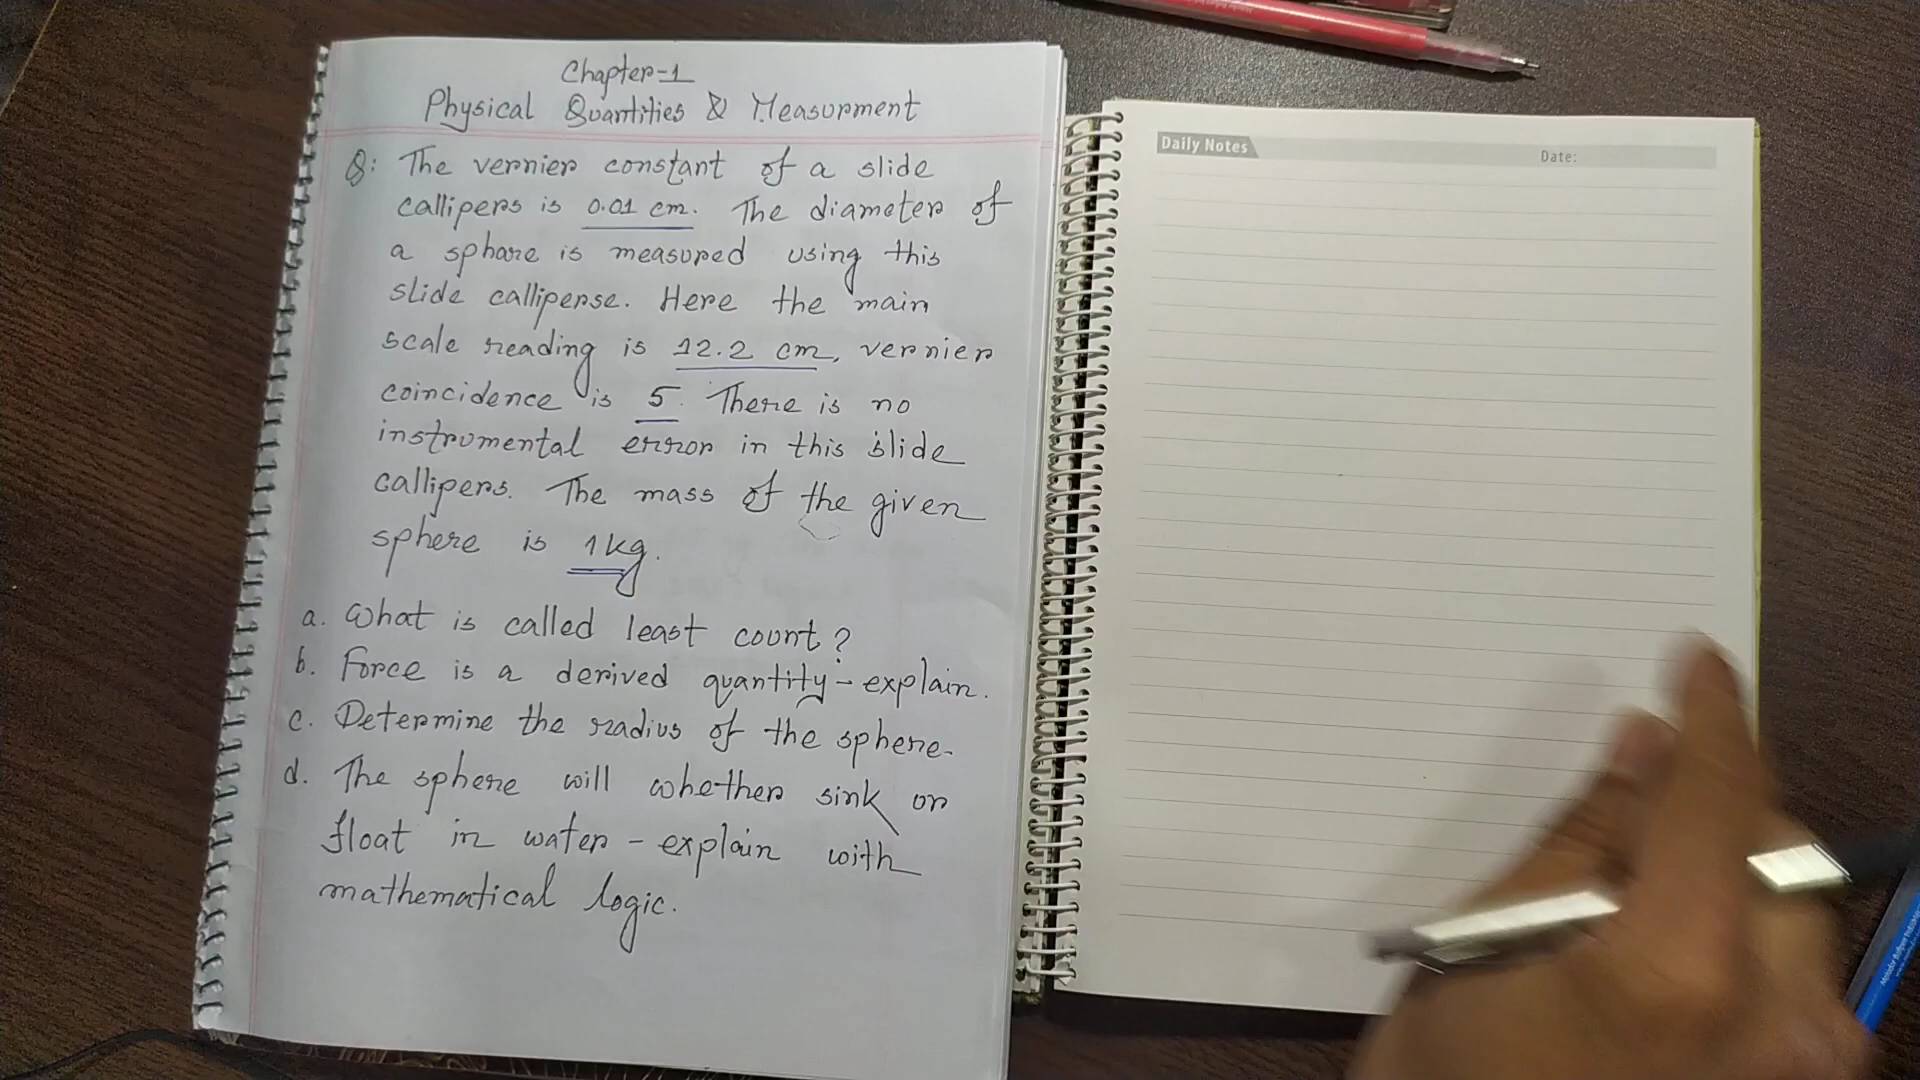 Chapter-1
Physical Quantities & Measurment
Q: The vernier constant of a slide
callipers is 0.01 cm. The diameter of
a sphare is measured using this
slide calliperse. Here the main
scale reading is 12.2 cm, vernier
coincidence is 5. There is no
instrumental error in this slide
callipers. The mass of the given
sphere is 1kg.
a. What is called least count?
b. Force is a derived quantity - explain.
c. Determine the radius of the sphere.
d. The sphere will whether sink or
float in water - explain with
mathematical logic.
Daily Notes
Date: